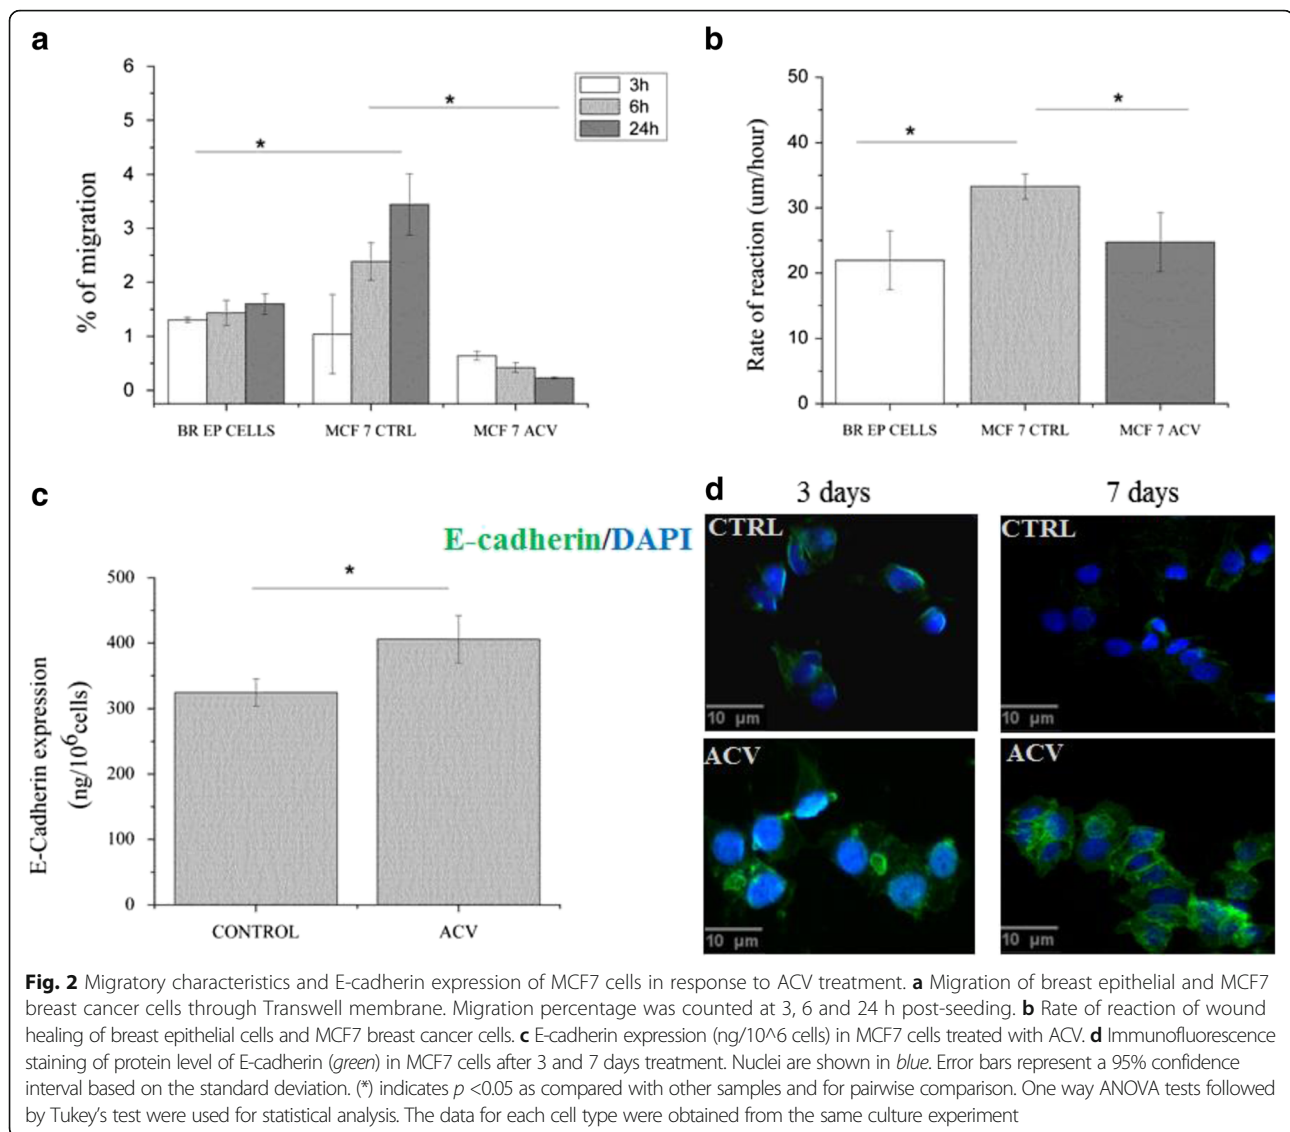 a
6
5
4
3
2
1
0
% of migration
3h
6h
24h
*
*
BR EP CELLS
MCF 7 CTRL
MCF 7 ACV
b
50
40
30
20
10
0
Rate of reaction (um/hour)
*
*
BR EP CELLS
MCF 7 CTRL
MCF 7 ACV
c
E-cadherin/DAPI
500
400
300
200
100
0
E-Cadherin expression
(ng/10⁶cells)
*
CONTROL
ACV
d
3 days
7 days
CTRL
10 µm
CTRL
10 µm
ACV
10 µm
ACV
10 µm
Fig. 2 Migratory characteristics and E-cadherin expression of MCF7 cells in response to ACV treatment. a Migration of breast epithelial and MCF7
breast cancer cells through Transwell membrane. Migration percentage was counted at 3, 6 and 24 h post-seeding. b Rate of reaction of wound
healing of breast epithelial cells and MCF7 breast cancer cells. c E-cadherin expression (ng/10^6 cells) in MCF7 cells treated with ACV. d Immunofluorescence
staining of protein level of E-cadherin (green) in MCF7 cells after 3 and 7 days treatment. Nuclei are shown in blue. Error bars represent a 95% confidence
interval based on the standard deviation. (*) indicates p <0.05 as compared with other samples and for pairwise comparison. One way ANOVA tests followed
by Tukey's test were used for statistical analysis. The data for each cell type were obtained from the same culture experiment